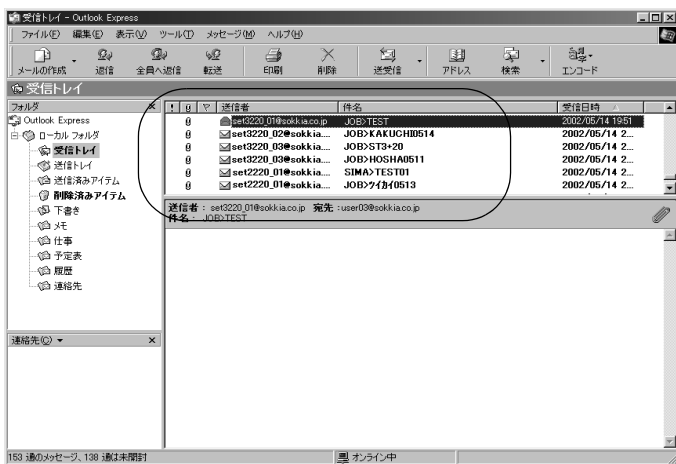 受信トレイ - Outlook Express
ファイル(F) 編集(E) 表示(V) ツール(T) メッセージ(M) ヘルプ(H)
メールの作成 返信 全員へ返信 転送 印刷 削除 送受信 アドレス 検索 エンコード
受信トレイ
フォルダ ×
! 送信者 件名 受信日時
Outlook Express
ローカル フォルダ
受信トレイ
送信トレイ
送信済みアイテム
削除済みアイテム
下書き
メモ
仕事
予定表
履歴
連絡先
set3220_01@sokkia.co.jp JOB>TEST 2002/05/14 19:51
set3220_02@sokkia.... JOB>KAKUCHI0514 2002/05/14 2...
set3220_03@sokkia.... JOB>ST3+20 2002/05/14 2...
set3220_03@sokkia.... JOB>HOSHA0511 2002/05/14 2...
set2220_01@sokkia.... SIMA>TEST01 2002/05/14 2...
set2220_01@sokkia.... JOB>ツイカイ0513 2002/05/14 2...
送信者 : set3220_01@sokkia.co.jp 宛先 : user03@sokkia.co.jp
件名 : JOB>TEST
連絡先(C) ×
153 通のメッセージ、138 通は未開封 オンライン中